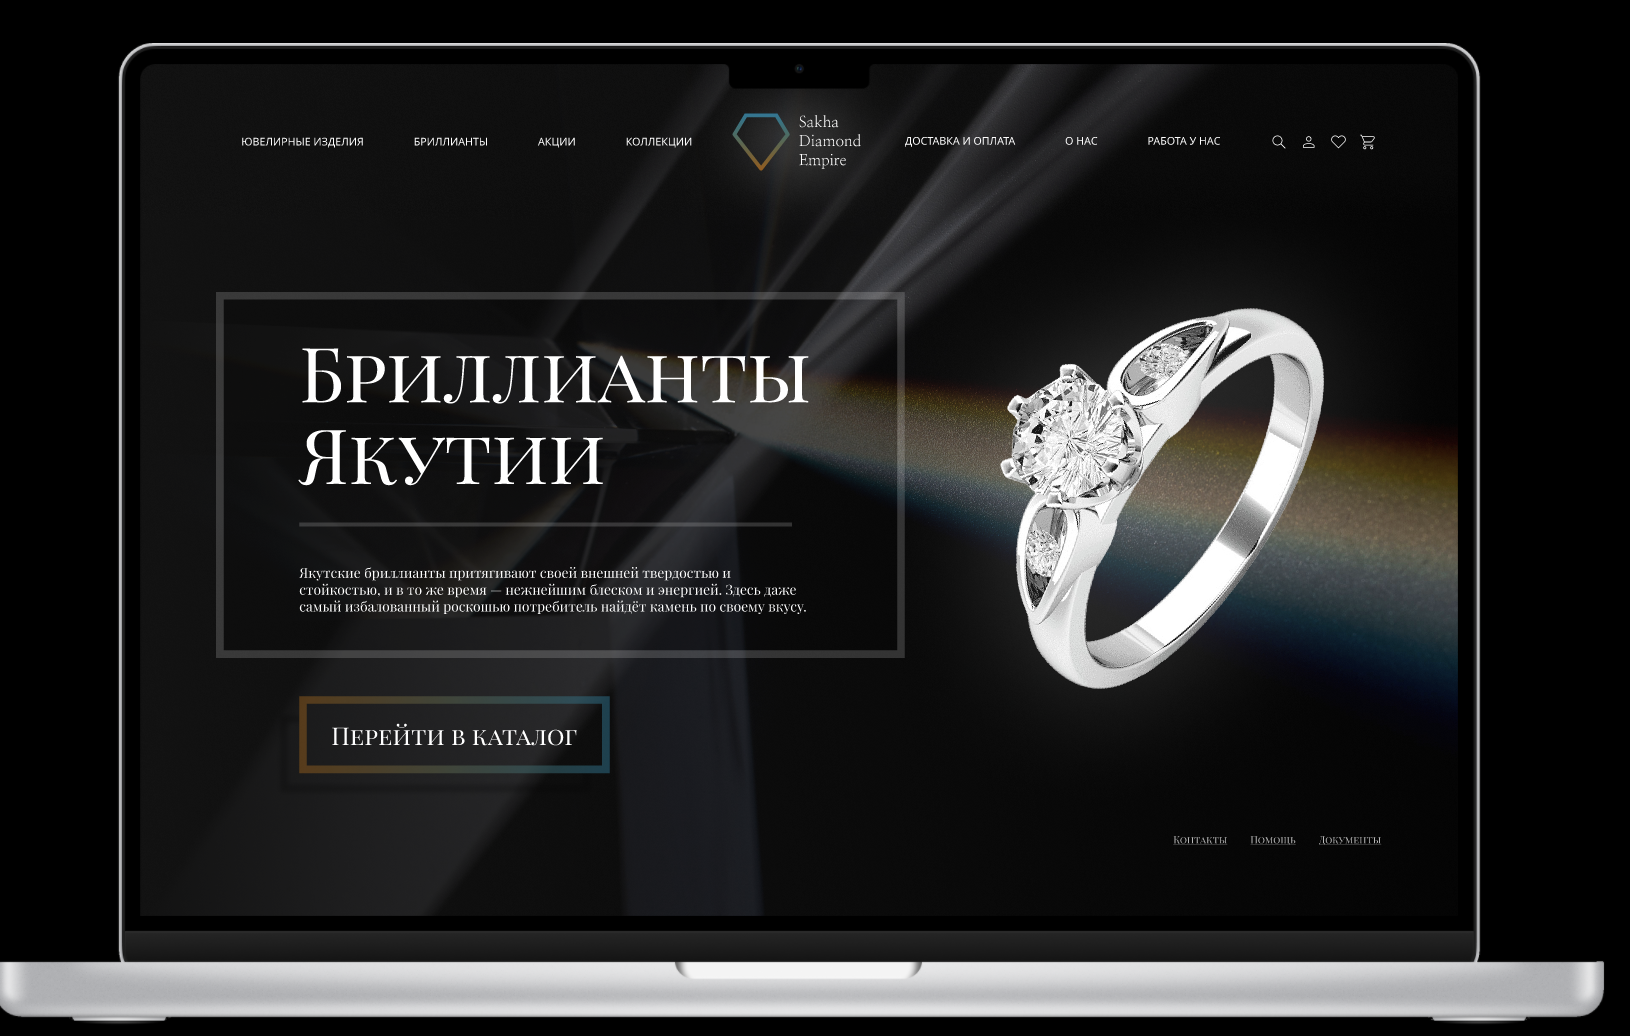 ЮВЕЛИРНЫЕ ИЗДЕЛИЯ
БРИЛЛИАНТЫ
АКЦИИ
КОЛЛЕКЦИИ
Sakha
Diamond
Empire
ДОСТАВКА И ОПЛАТА
О НАС
РАБОТА У НАС
Бриллианты
Якутии
Якутские бриллианты притягивают своей внешней твердостью и
стойкостью, и в то же время — нежнейшим блеском и энергией. Здесь даже
самый избалованный роскошью потребитель найдёт камень по своему вкусу.
Перейти в каталог
Контакты
Помощь
Документы